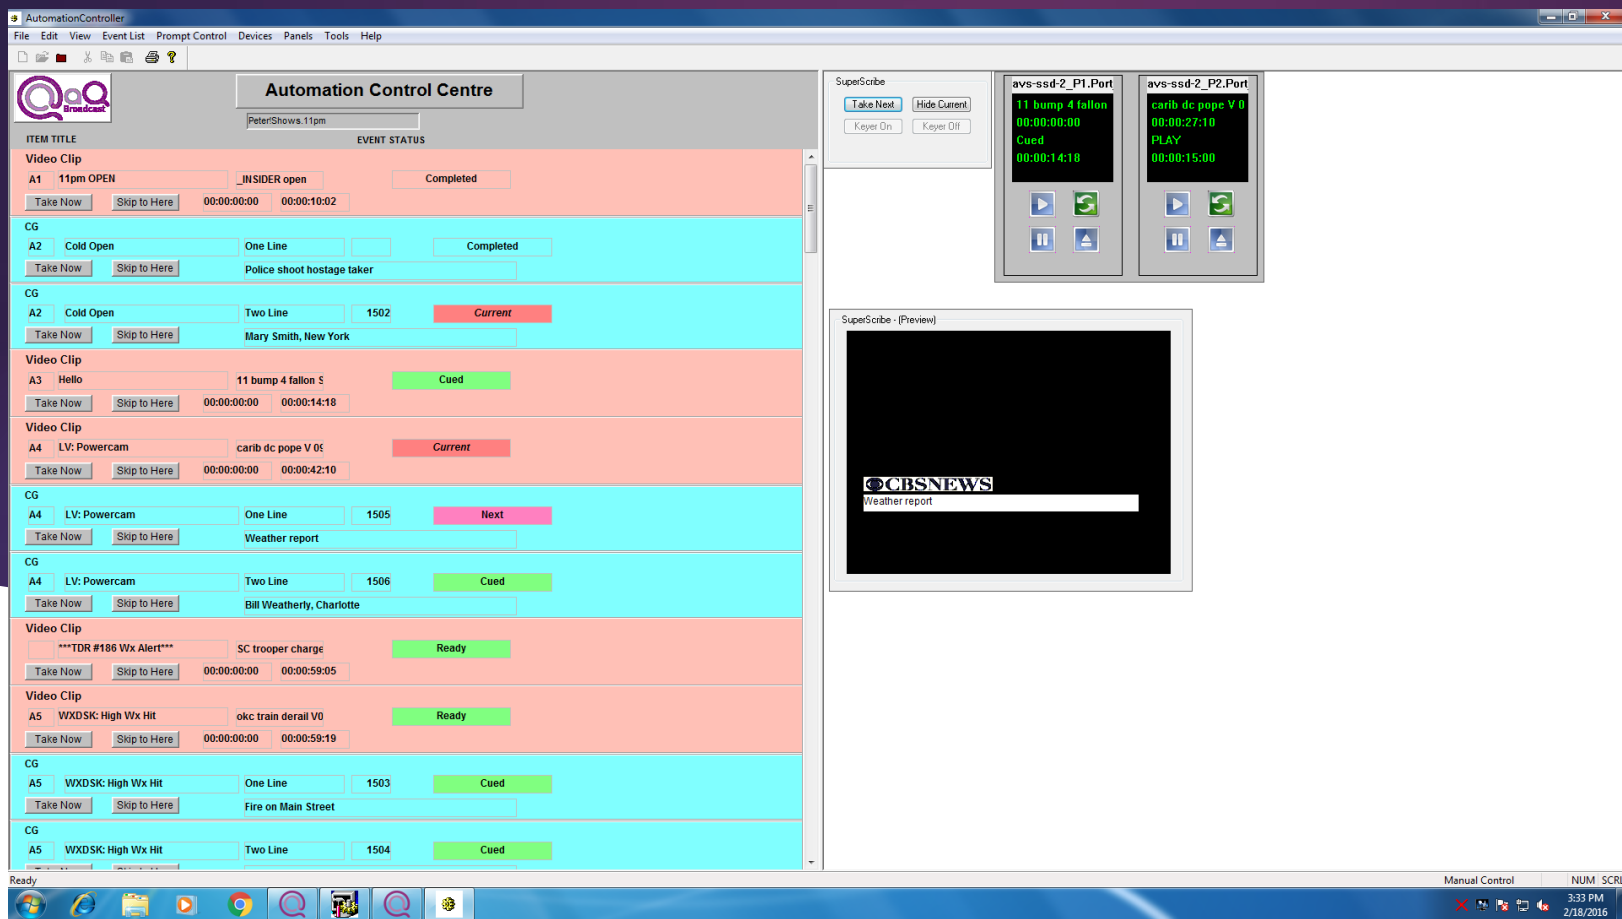 AutomationController
File Edit View Event List Prompt Control Devices Panels Tools Help
QaQ Broadcast
Automation Control Centre
Peter!Shows.11pm
ITEM TITLE EVENT STATUS
Video Clip
A1 11pm OPEN _INSIDER open Completed
Take Now Skip to Here 00:00:00:00 00:00:10:02
CG
A2 Cold Open One Line Completed
Take Now Skip to Here Police shoot hostage taker
CG
A2 Cold Open Two Line 1502 Current
Take Now Skip to Here Mary Smith, New York
Video Clip
A3 Hello 11 bump 4 fallon S Cued
Take Now Skip to Here 00:00:00:00 00:00:14:18
Video Clip
A4 LV: Powercam carib dc pope V 09 Current
Take Now Skip to Here 00:00:00:00 00:00:42:10
CG
A4 LV: Powercam One Line 1505 Next
Take Now Skip to Here Weather report
CG
A4 LV: Powercam Two Line 1506 Cued
Take Now Skip to Here Bill Weatherly, Charlotte
Video Clip
***TDR #186 Wx Alert*** SC trooper charge Ready
Take Now Skip to Here 00:00:00:00 00:00:59:05
Video Clip
A5 WXDSK: High Wx Hit okc train derail V0 Ready
Take Now Skip to Here 00:00:00:00 00:00:59:19
CG
A5 WXDSK: High Wx Hit One Line 1503 Cued
Take Now Skip to Here Fire on Main Street
CG
A5 WXDSK: High Wx Hit Two Line 1504 Cued
SuperScribe
Take Next Hide Current
Keyer On Keyer Off
avs-ssd-2_P1.Port
11 bump 4 fallon
00:00:00:00
Cued
00:00:14:18
avs-ssd-2_P2.Port
carib dc pope V 0
00:00:27:10
PLAY
00:00:15:00
SuperScribe - (Preview)
CBSNEWS
Weather report
Ready Manual Control NUM SCRL
3:33 PM
2/18/2016